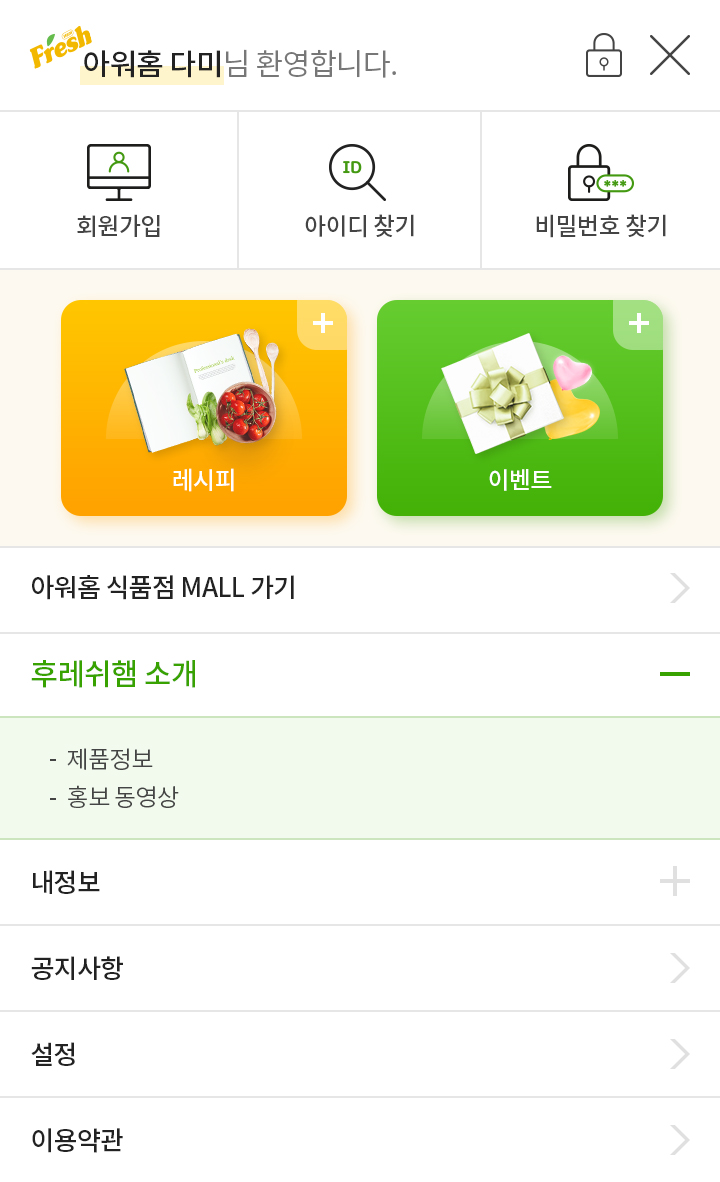 Fresh
아워홈 다미님 환영합니다.
ID
***
회원가입
아이디 찾기
비밀번호 찾기
레시피
이벤트
아워홈 식품점 MALL 가기
후레쉬햄 소개
- 제품정보
- 홍보 동영상
내정보
공지사항
설정
이용약관